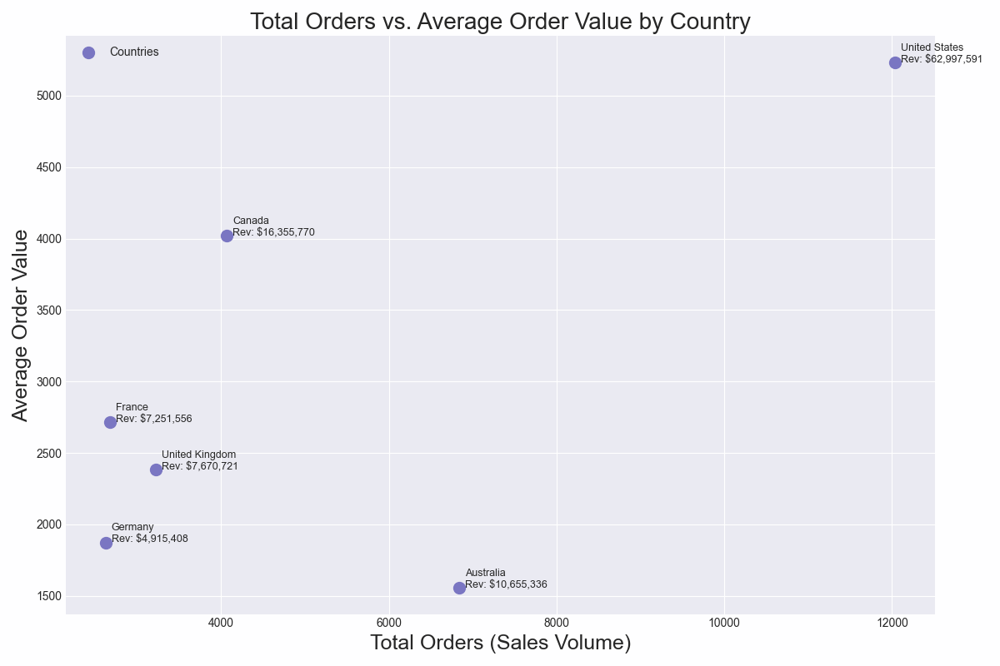 Total Orders vs. Average Order Value by Country
Countries
United States
Rev: $62,997,591
5000
4500
Canada
Rev: $16,355,770
4000
3500
Average Order Value
3000
France
Rev: $7,251,556
2500
United Kingdom
Rev: $7,670,721
2000
Germany
Rev: $4,915,408
Australia
Rev: $10,655,336
1500
4000
6000
8000
10000
12000
Total Orders (Sales Volume)